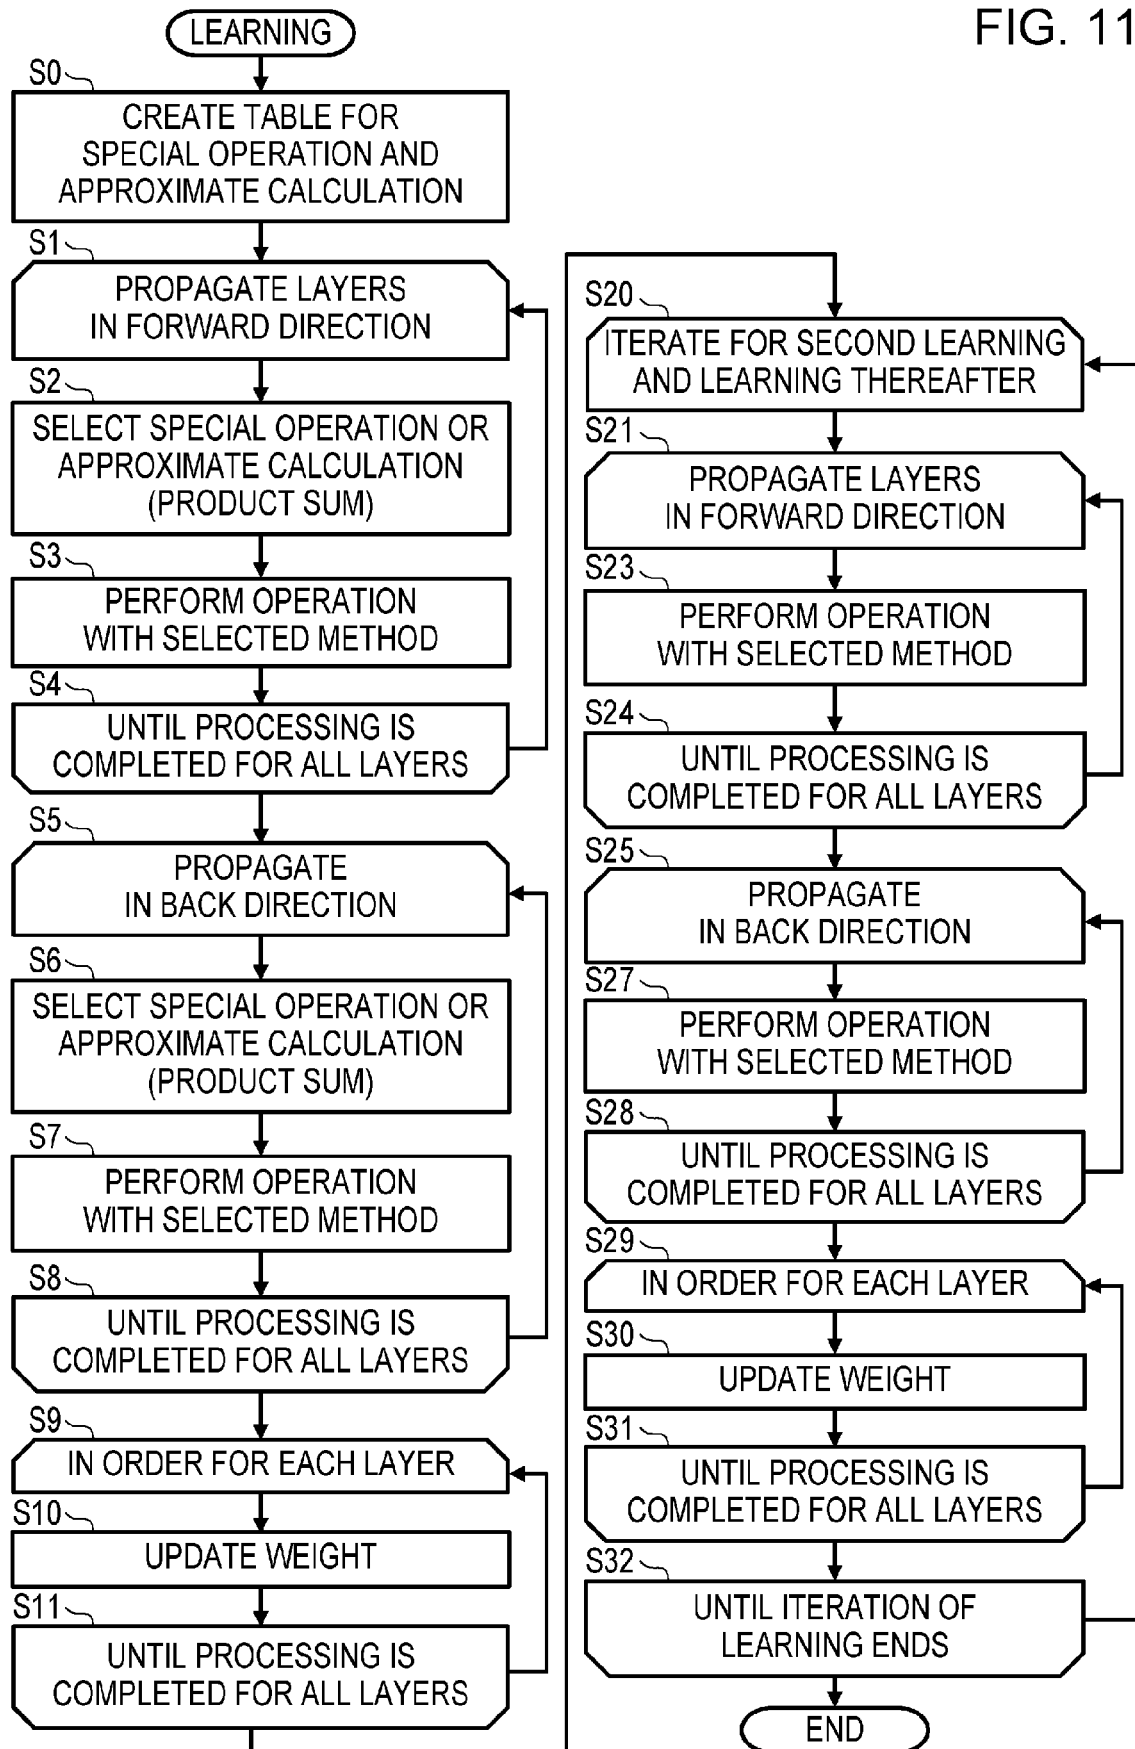 FIG. 11
LEARNING
S0
CREATE TABLE FOR
SPECIAL OPERATION AND
APPROXIMATE CALCULATION
S1
PROPAGATE LAYERS
IN FORWARD DIRECTION
S2
SELECT SPECIAL OPERATION OR
APPROXIMATE CALCULATION
(PRODUCT SUM)
S3
PERFORM OPERATION
WITH SELECTED METHOD
S4
UNTIL PROCESSING IS
COMPLETED FOR ALL LAYERS
S5
PROPAGATE
IN BACK DIRECTION
S6
SELECT SPECIAL OPERATION OR
APPROXIMATE CALCULATION
(PRODUCT SUM)
S7
PERFORM OPERATION
WITH SELECTED METHOD
S8
UNTIL PROCESSING IS
COMPLETED FOR ALL LAYERS
S9
IN ORDER FOR EACH LAYER
S10
UPDATE WEIGHT
S11
UNTIL PROCESSING IS
COMPLETED FOR ALL LAYERS
S20
ITERATE FOR SECOND LEARNING
AND LEARNING THEREAFTER
S21
PROPAGATE LAYERS
IN FORWARD DIRECTION
S23
PERFORM OPERATION
WITH SELECTED METHOD
S24
UNTIL PROCESSING IS
COMPLETED FOR ALL LAYERS
S25
PROPAGATE
IN BACK DIRECTION
S27
PERFORM OPERATION
WITH SELECTED METHOD
S28
UNTIL PROCESSING IS
COMPLETED FOR ALL LAYERS
S29
IN ORDER FOR EACH LAYER
S30
UPDATE WEIGHT
S31
UNTIL PROCESSING IS
COMPLETED FOR ALL LAYERS
S32
UNTIL ITERATION OF
LEARNING ENDS
END